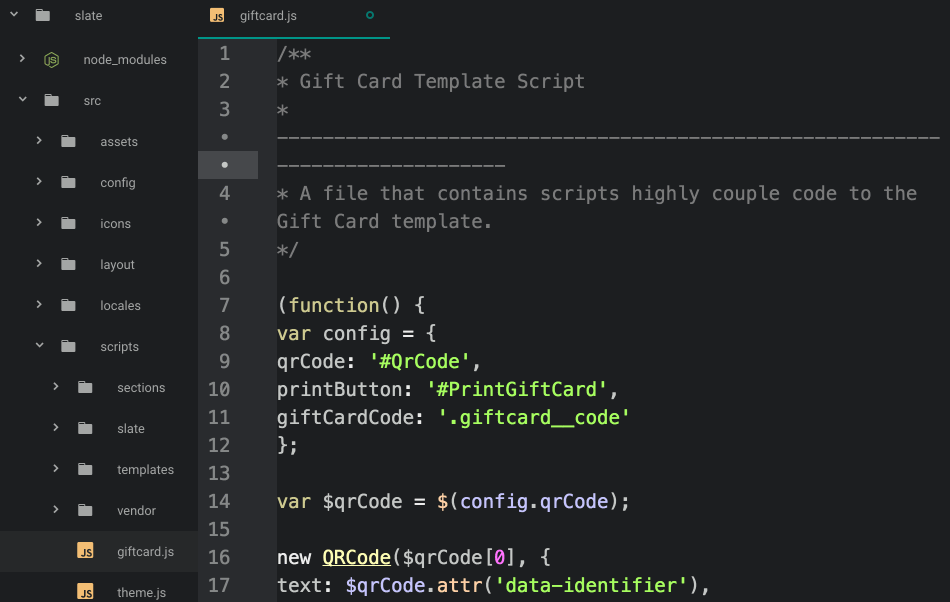 slate
node_modules
src
assets
config
icons
layout
locales
scripts
sections
slate
templates
vendor
JS giftcard.js
JS theme.js
JS giftcard.js
1 /**
2 * Gift Card Template Script
3 *
----------------------------------------------------------
--------------------
4 * A file that contains scripts highly couple code to the
Gift Card template.
5 */
6
7 (function() {
8 var config = {
9 qrCode: '#QrCode',
10 printButton: '#PrintGiftCard',
11 giftCardCode: '.giftcard__code'
12 };
13
14 var $qrCode = $(config.qrCode);
15
16 new QRCode($qrCode[0], {
17 text: $qrCode.attr('data-identifier'),